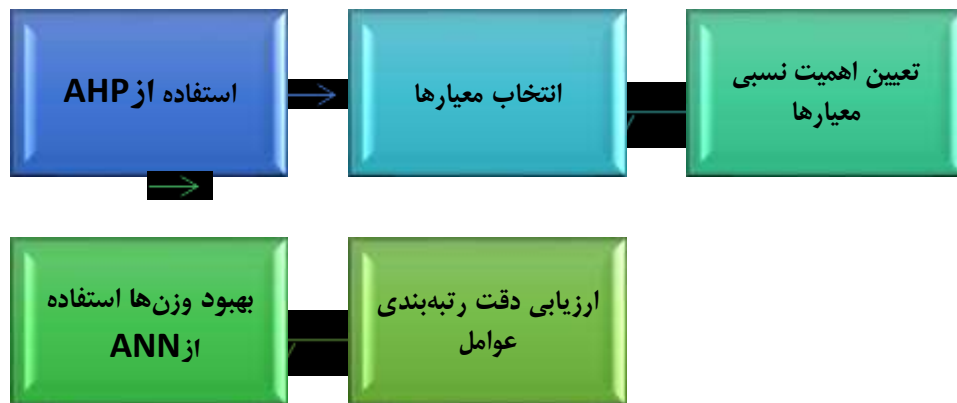 استفاده از AHP
انتخاب معیارها
تعیین اهمیت نسبی
معیارها
بهبود وزن‌ها استفاده
از ANN
ارزیابی دقت رتبه‌بندی
عوامل